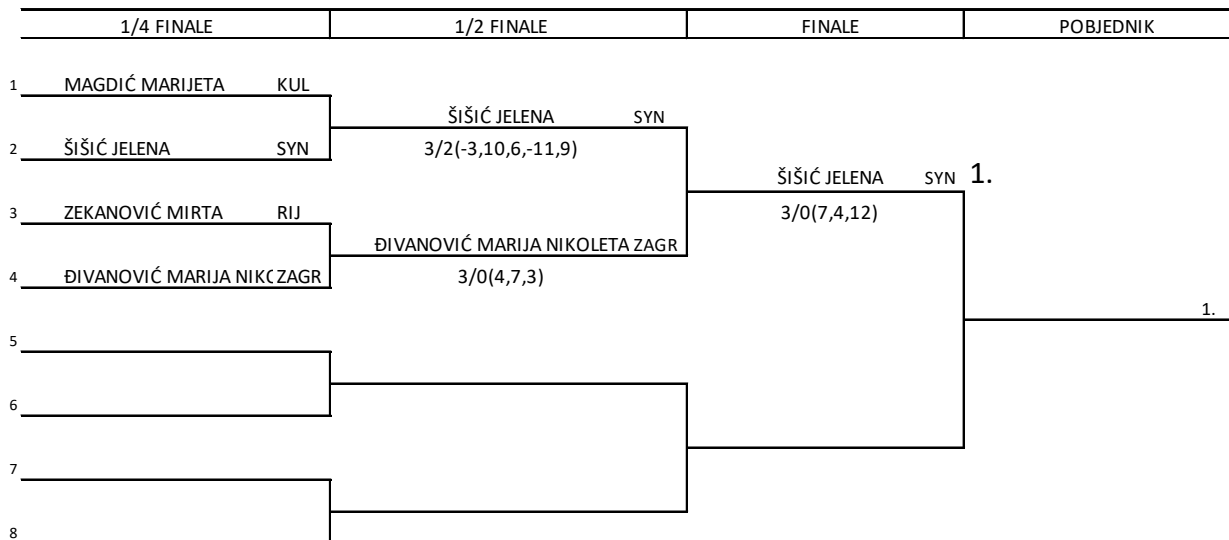 1/4 FINALE 1/2 FINALE FINALE POBJEDNIK
1 MAGDIĆ MARIJETA KUL
ŠIŠIĆ JELENA SYN
2 ŠIŠIĆ JELENA SYN 3/2(-3,10,6,-11,9)
ŠIŠIĆ JELENA SYN 1.
3 ZEKANOVIĆ MIRTA RIJ 3/0(7,4,12)
ĐIVANOVIĆ MARIJA NIKOLETA ZAGR
4 ĐIVANOVIĆ MARIJA NIKO ZAGR 3/0(4,7,3)
1.
5
6
7
8